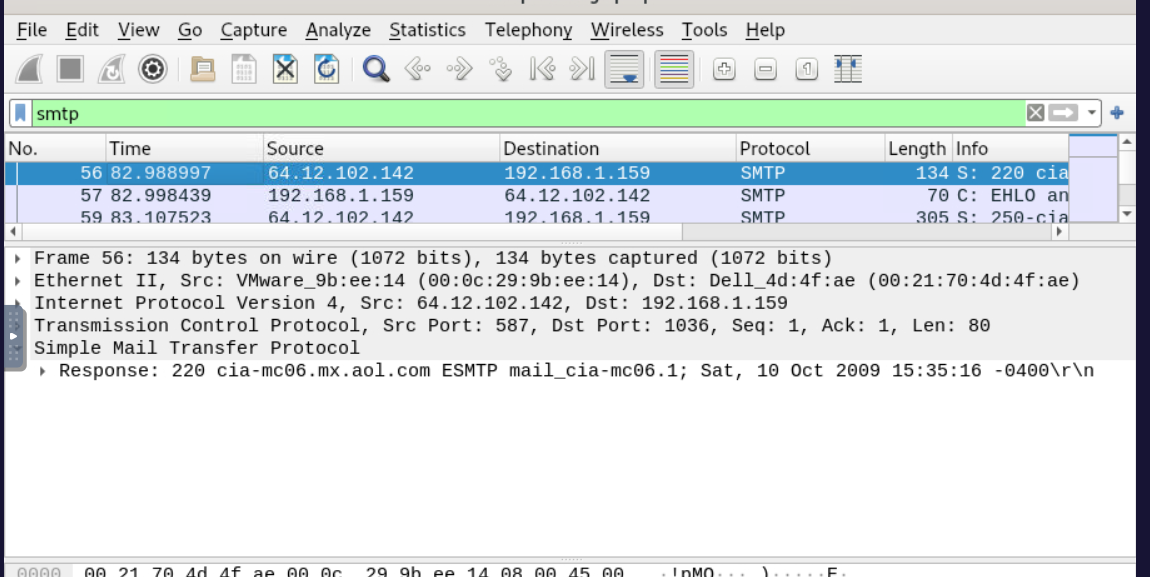 File Edit View Go Capture Analyze Statistics Telephony Wireless Tools Help
smtp
No. Time Source Destination Protocol Length Info
56 82.988997 64.12.102.142 192.168.1.159 SMTP 134 S: 220 cia
57 82.998439 192.168.1.159 64.12.102.142 SMTP 70 C: EHLO an
59 83.107523 64.12.102.142 192.168.1.159 SMTP 305 S: 250-cia
Frame 56: 134 bytes on wire (1072 bits), 134 bytes captured (1072 bits)
Ethernet II, Src: VMware_9b:ee:14 (00:0c:29:9b:ee:14), Dst: Dell_4d:4f:ae (00:21:70:4d:4f:ae)
Internet Protocol Version 4, Src: 64.12.102.142, Dst: 192.168.1.159
Transmission Control Protocol, Src Port: 587, Dst Port: 1036, Seq: 1, Ack: 1, Len: 80
Simple Mail Transfer Protocol
Response: 220 cia-mc06.mx.aol.com ESMTP mail_cia-mc06.1; Sat, 10 Oct 2009 15:35:16 -0400\r\n
0000 00 21 70 4d 4f ae 00 0c 29 9b ee 14 08 00 45 00 ·!pMO··· )·····E·